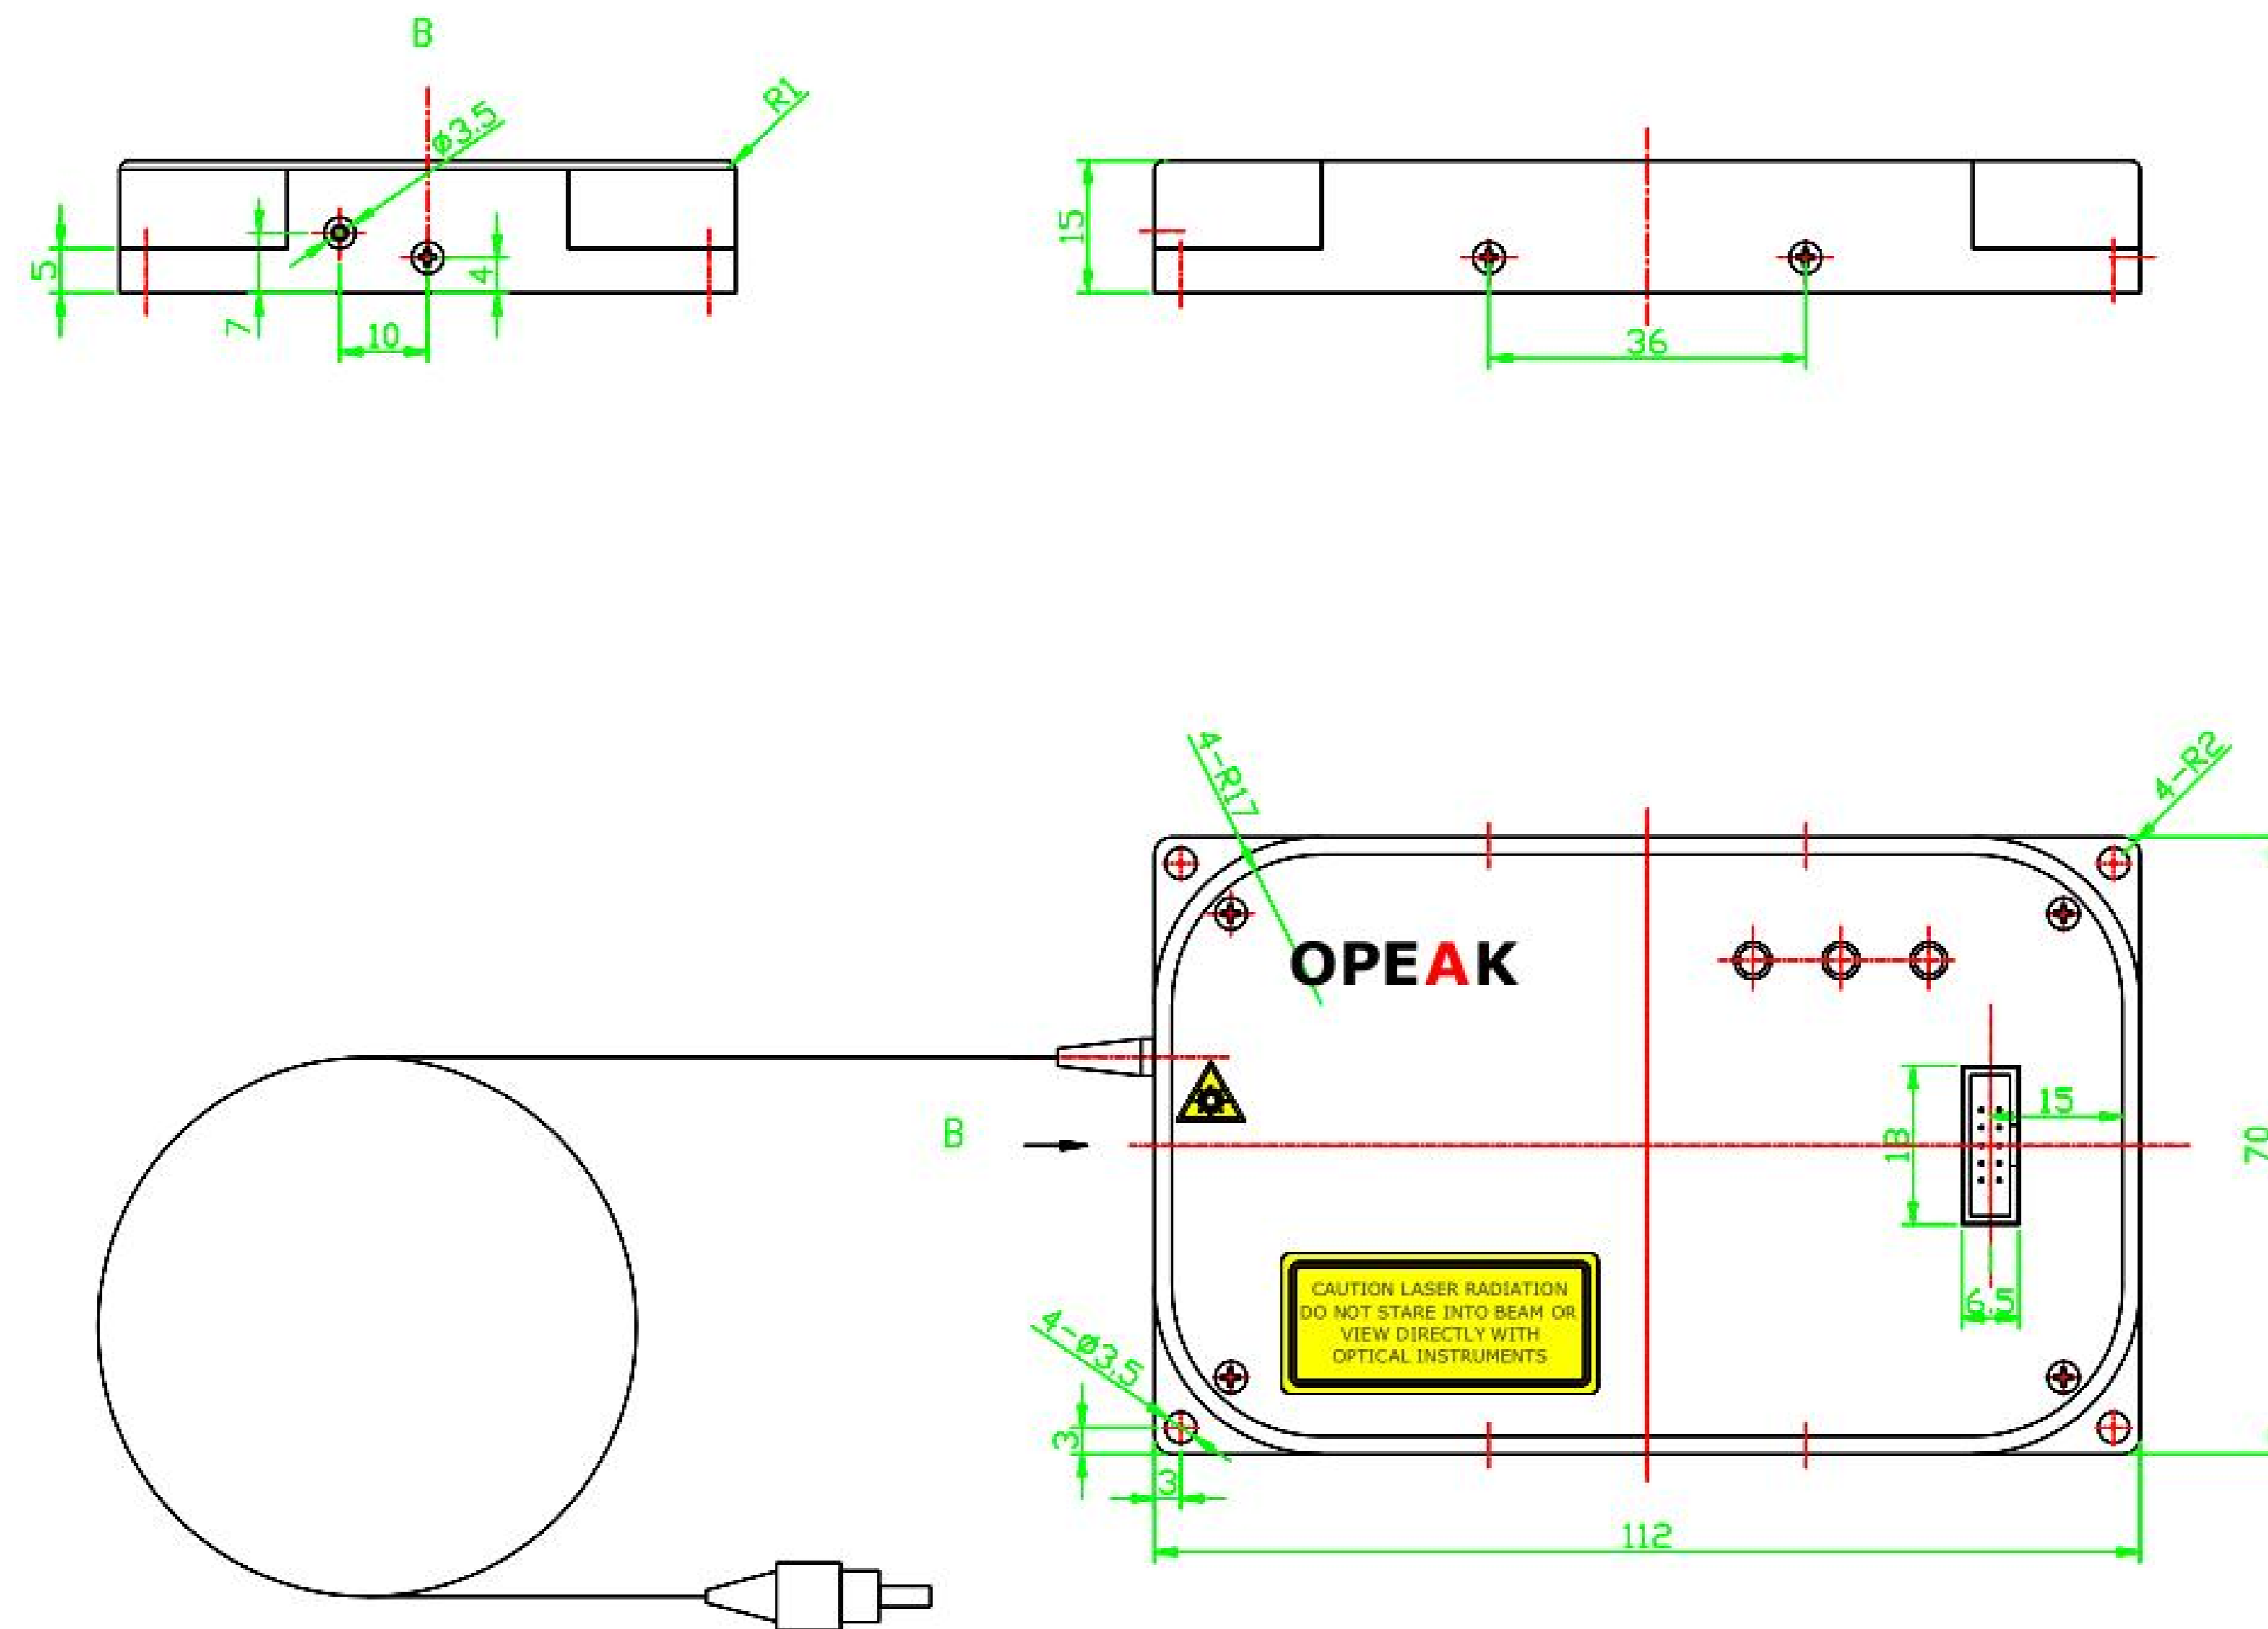 B
R1
ø3.5
5
7
4
10
15
36
4-R17
4-R2
OPEAK
15
B
18
70
6.5
CAUTION LASER RADIATION
DO NOT STARE INTO BEAM OR
VIEW DIRECTLY WITH
OPTICAL INSTRUMENTS
4-ø3.5
3
3
112